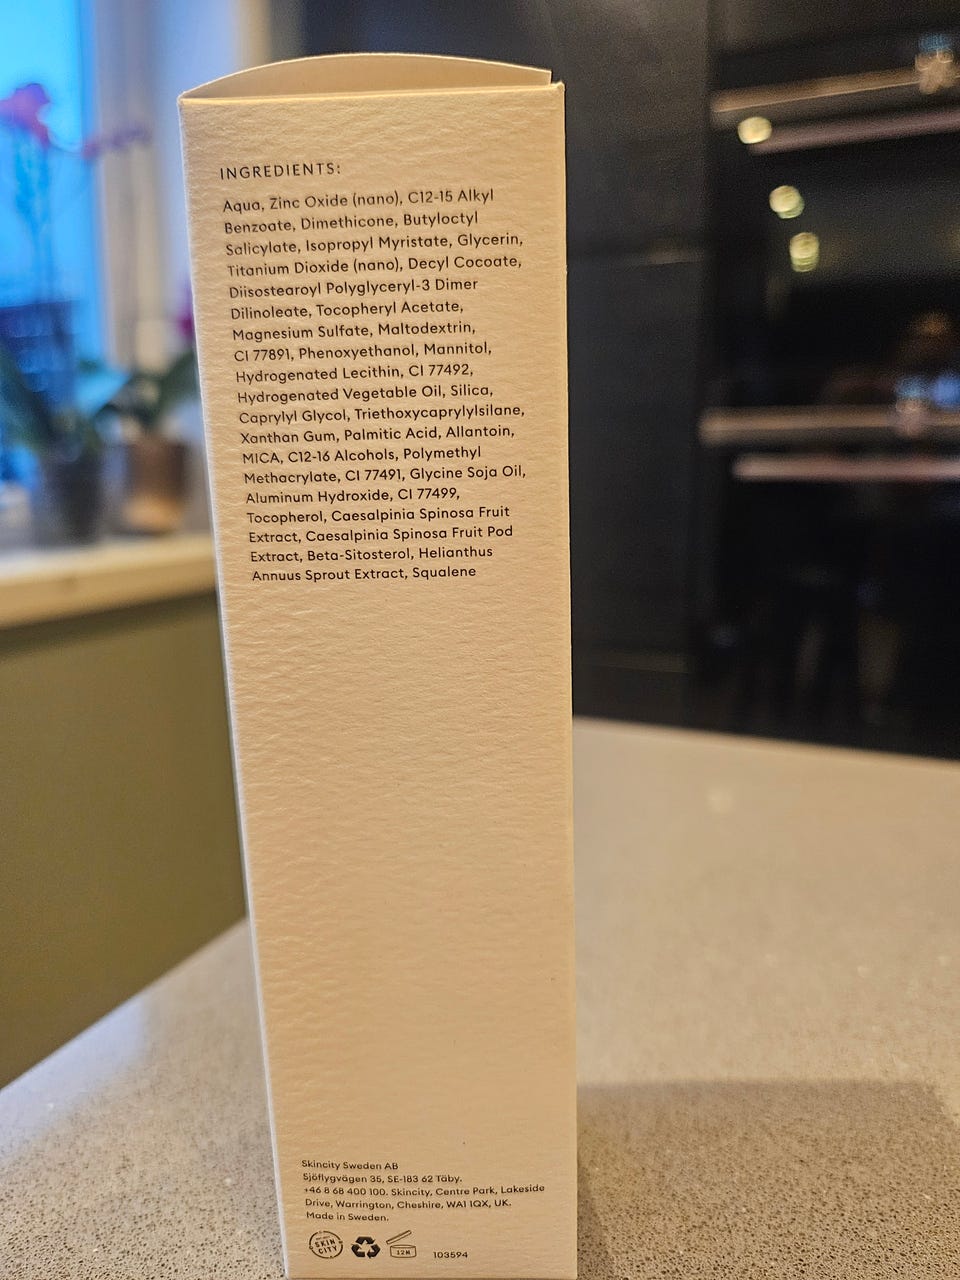 INGREDIENTS:
Aqua, Zinc Oxide (nano), C12-15 Alkyl
Benzoate, Dimethicone, Butyloctyl
Salicylate, Isopropyl Myristate, Glycerin,
Titanium Dioxide (nano), Decyl Cocoate,
Diisostearoyl Polyglyceryl-3 Dimer
Dilinoleate, Tocopheryl Acetate,
Magnesium Sulfate, Maltodextrin,
CI 77891, Phenoxyethanol, Mannitol,
Hydrogenated Lecithin, CI 77492,
Hydrogenated Vegetable Oil, Silica,
Caprylyl Glycol, Triethoxycaprylylsilane,
Xanthan Gum, Palmitic Acid, Allantoin,
MICA, C12-16 Alcohols, Polymethyl
Methacrylate, CI 77491, Glycine Soja Oil,
Aluminum Hydroxide, CI 77499,
Tocopherol, Caesalpinia Spinosa Fruit
Extract, Caesalpinia Spinosa Fruit Pod
Extract, Beta-Sitosterol, Helianthus
Annuus Sprout Extract, Squalene
Skincity Sweden AB
Sjöflygvägen 35, SE-183 62 Täby.
+46 8 68 400 100. Skincity, Centre Park, Lakeside
Drive, Warrington, Cheshire, WA1 1QX, UK.
Made in Sweden.
SKIN
CITY
12M
103594